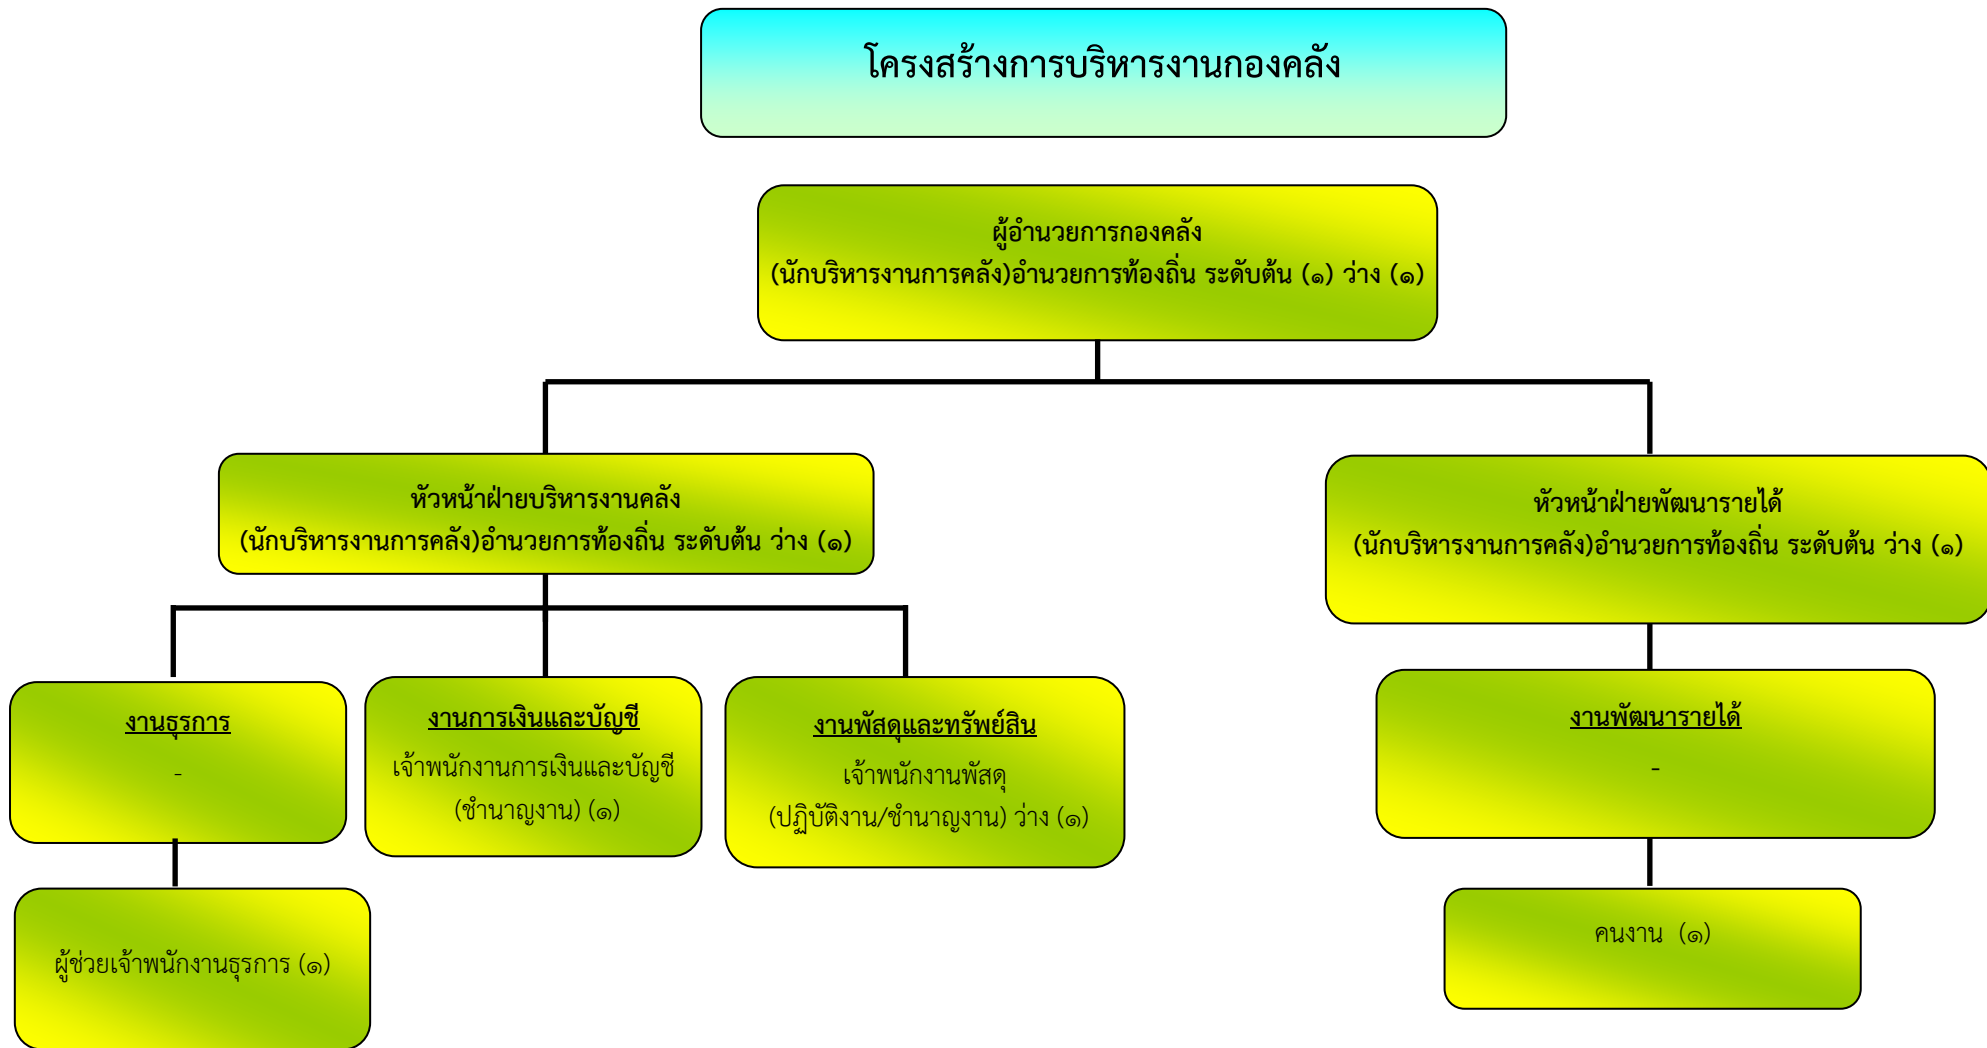 โครงสร้างการบริหารงานกองคลัง
ผู้อำนวยการกองคลัง
(นักบริหารงานการคลัง)อำนวยการท้องถิ่น ระดับต้น (๑) ว่าง (๑)
หัวหน้าฝ่ายบริหารงานคลัง
(นักบริหารงานการคลัง)อำนวยการท้องถิ่น ระดับต้น ว่าง (๑)
หัวหน้าฝ่ายพัฒนารายได้
(นักบริหารงานการคลัง)อำนวยการท้องถิ่น ระดับต้น ว่าง (๑)
งานธุรการ
-
งานการเงินและบัญชี
เจ้าพนักงานการเงินและบัญชี
(ชำนาญงาน) (๑)
งานพัสดุและทรัพย์สิน
เจ้าพนักงานพัสดุ
(ปฏิบัติงาน/ชำนาญงาน) ว่าง (๑)
งานพัฒนารายได้
-
ผู้ช่วยเจ้าพนักงานธุรการ (๑)
คนงาน (๑)